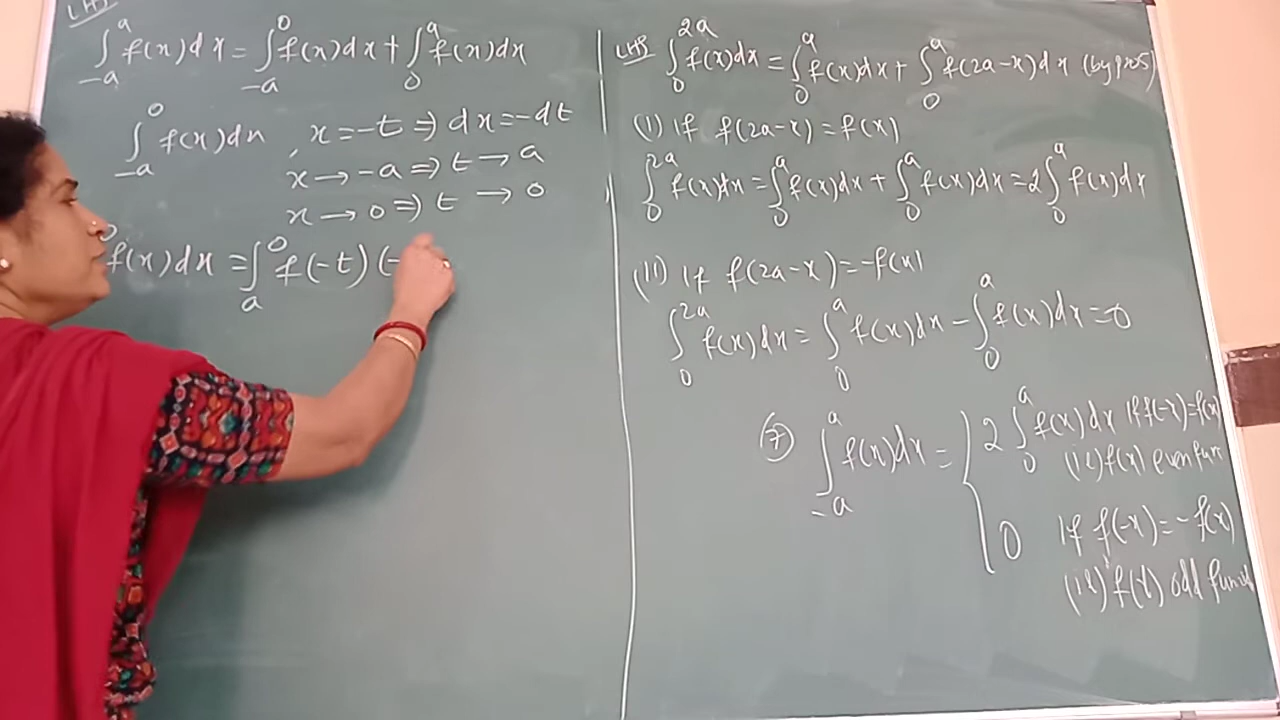 LHS
∫_{-a}^{a} f(x)dx = ∫_{-a}^{0} f(x)dx + ∫_{0}^{a} f(x)dx
∫_{-a}^{0} f(x)dx , x=-t ⇒ dx=-dt
x → -a ⇒ t → a
x → 0 ⇒ t → 0
f(x)dx = ∫_{a}^{0} f(-t)(-
LHS ∫_{0}^{2a} f(x)dx = ∫_{0}^{a} f(x)dx + ∫_{0}^{a} f(2a-x)dx (by pro5)
(I) If f(2a-x)=f(x)
∫_{0}^{2a} f(x)dx = ∫_{0}^{a} f(x)dx + ∫_{0}^{a} f(x)dx = 2∫_{0}^{a} f(x)dx
(II) If f(2a-x)=-f(x)
∫_{0}^{2a} f(x)dx = ∫_{0}^{a} f(x)dx - ∫_{0}^{a} f(x)dx = 0
⑦ ∫_{-a}^{a} f(x)dx = { 2∫_{0}^{a} f(x)dx If f(-x)=f(x)
(ie) f(x) even fun
0 If f(-x)=-f(x)
(ie) f(x) odd